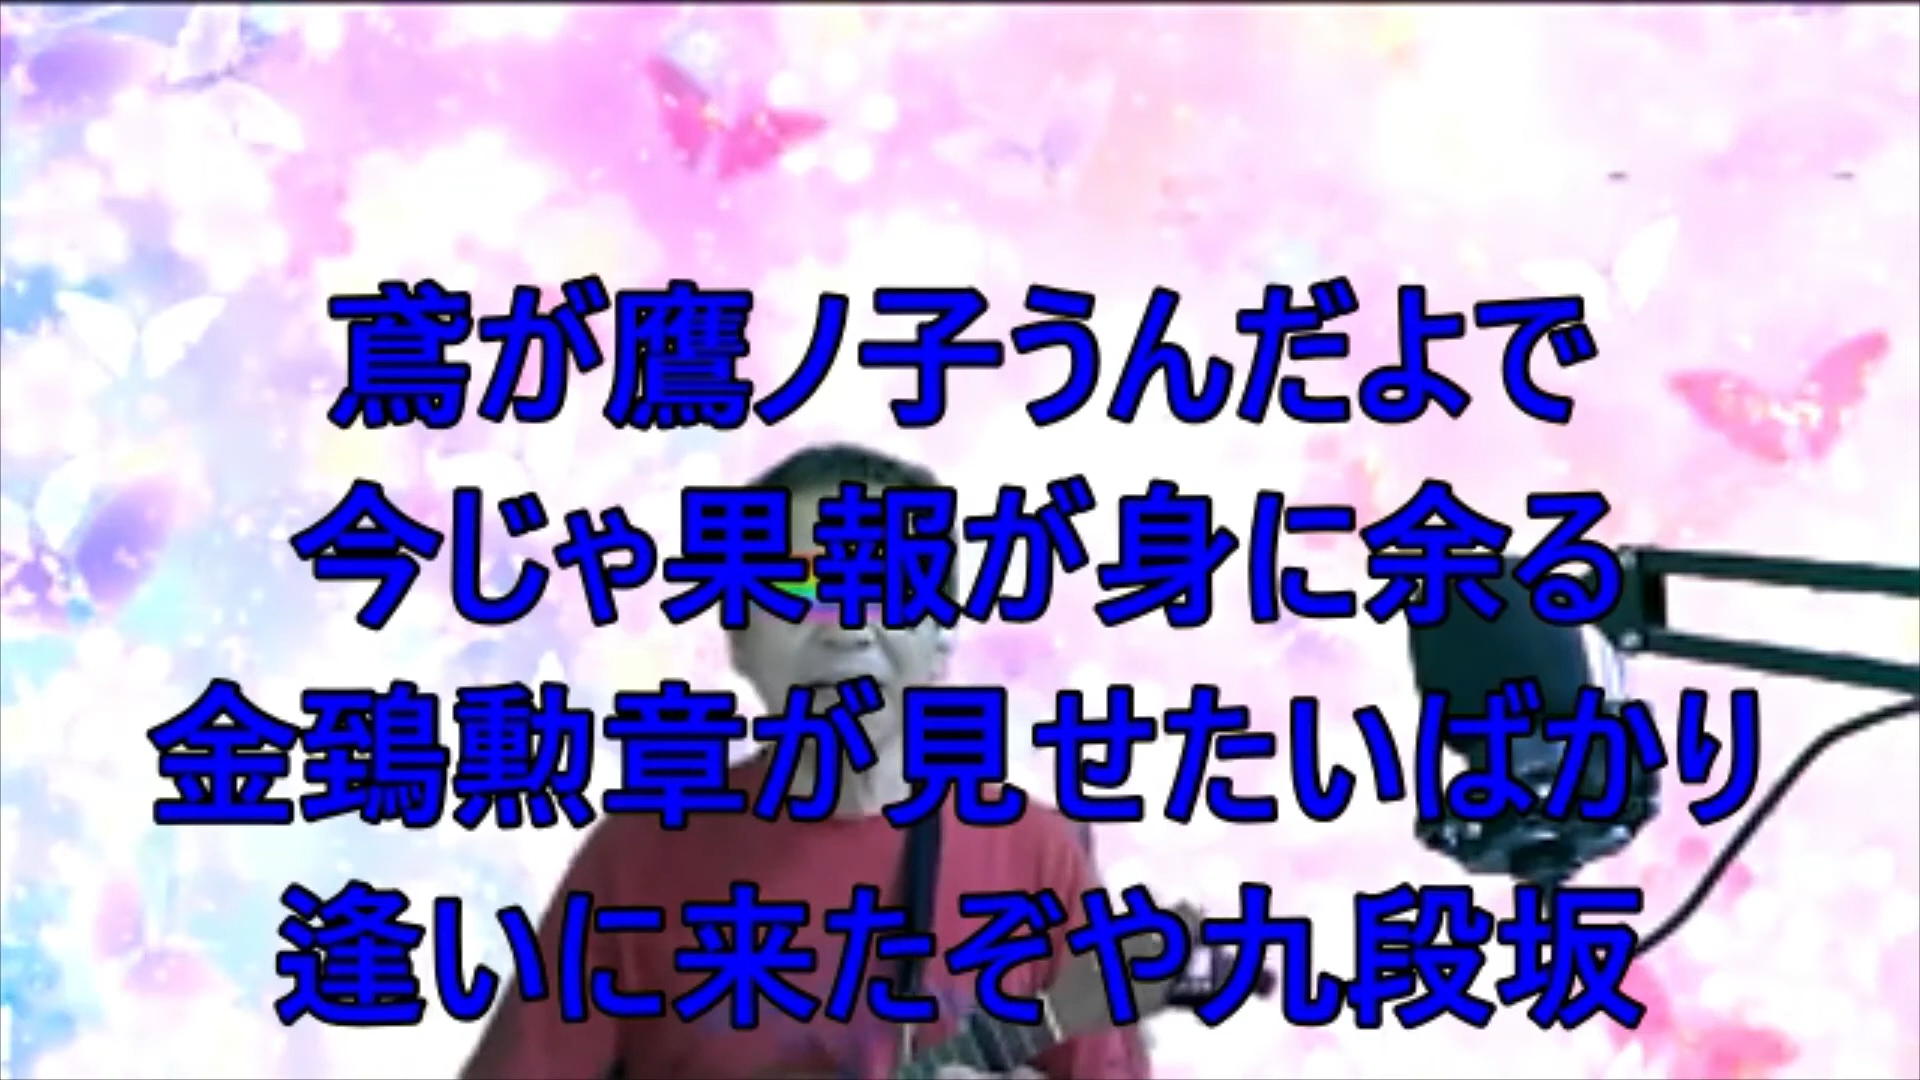 鳶が鷹ノ子うんだよで
今じゃ果報が身に余る
金鵄勲章が見せたいばかり
逢いに来たぞや九段坂